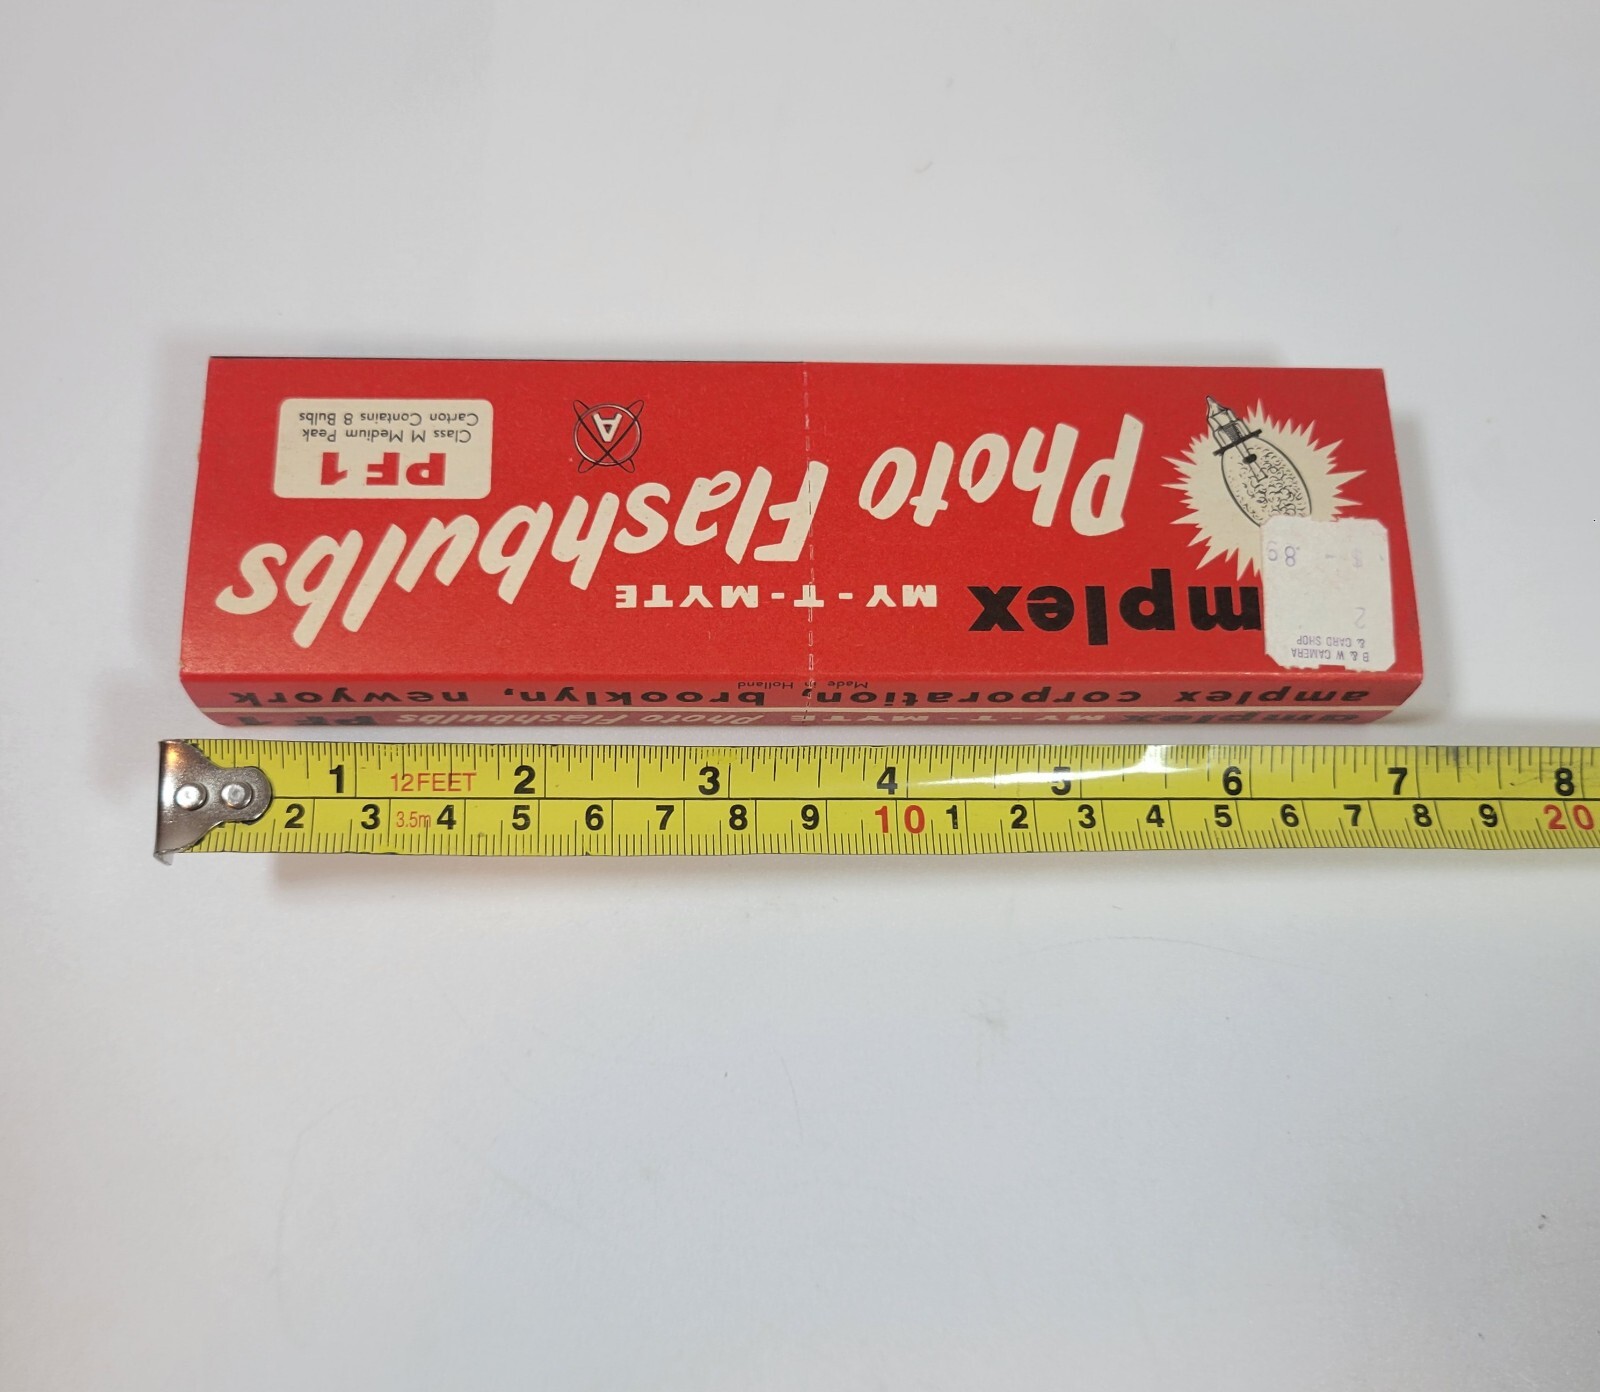 amplex MY-T-MYTE Photo Flashbulbs PF1
amplex corporation, brooklyn, newyork
Made in Holland
B & W CAMERA
& CARD SHOP
2
$ .89
mplex MY-T-MYTE
Photo Flashbulbs
A
PF1
Class M Medium Peak
Carton Contains 8 Bulbs
1 12FEET 2 3 4 5 6 7 8
2 3 3.5m 4 5 6 7 8 9 10 1 2 3 4 5 6 7 8 9 20